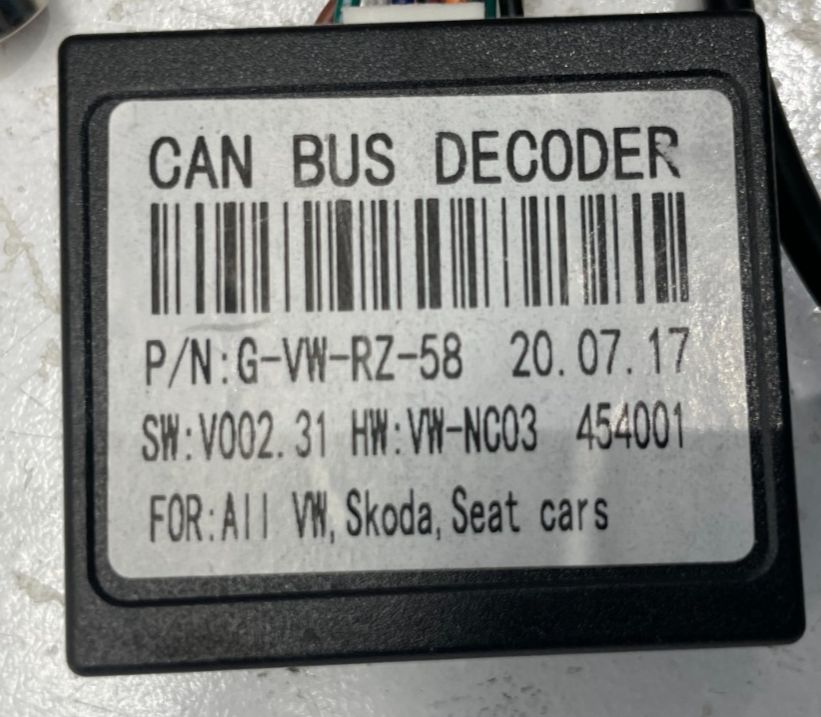 CAN BUS DECODER
P/N:G-VW-RZ-58 20.07.17
SW:V002.31 HW:VW-NC03 454001
FOR:All VW,Skoda,Seat cars